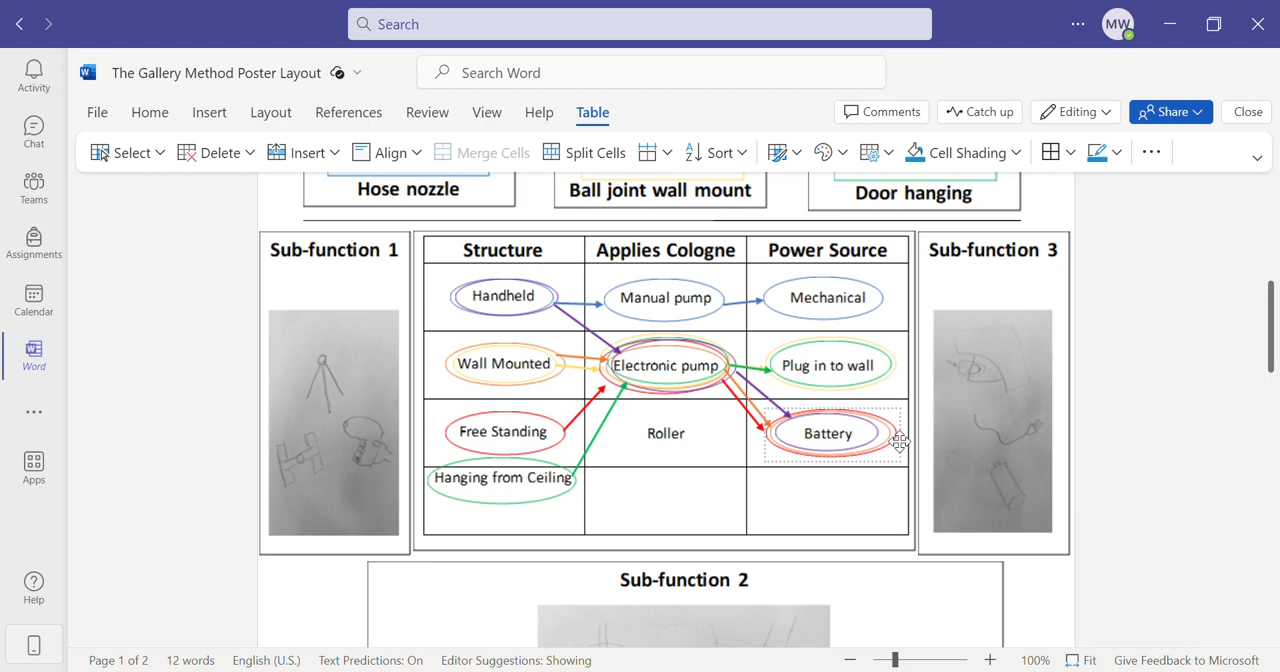 Search
MW
Activity
Chat
Teams
Assignments
Calendar
Word
Apps
Help
The Gallery Method Poster Layout
Search Word
File Home Insert Layout References Review View Help Table
Comments Catch up Editing Share Close
Select Delete Insert Align Merge Cells Split Cells Sort Cell Shading
Hose nozzle Ball joint wall mount Door hanging
Sub-function 1
Structure Applies Cologne Power Source
Handheld Manual pump Mechanical
Wall Mounted Electronic pump Plug in to wall
Free Standing Roller Battery
Hanging from Ceiling
Sub-function 3
Sub-function 2
Page 1 of 2 12 words English (U.S.) Text Predictions: On Editor Suggestions: Showing 100% Fit Give Feedback to Microsoft